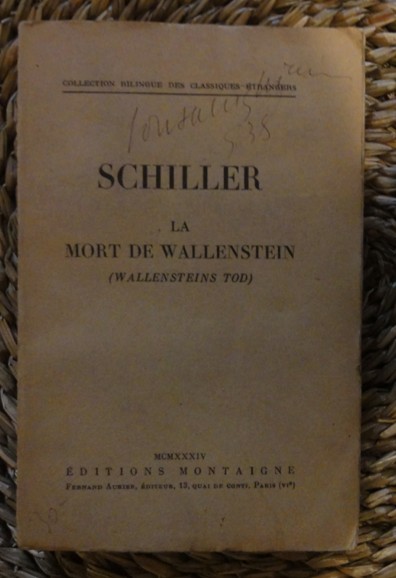 COLLECTION BILINGUE DES CLASSIQUES ÉTRANGERS
SCHILLER
LA
MORT DE WALLENSTEIN
(WALLENSTEINS TOD)
MCMXXXIV
ÉDITIONS MONTAIGNE
FERNAND AUBIER, ÉDITEUR, 13, QUAI DE CONTI, PARIS (VIᵉ)